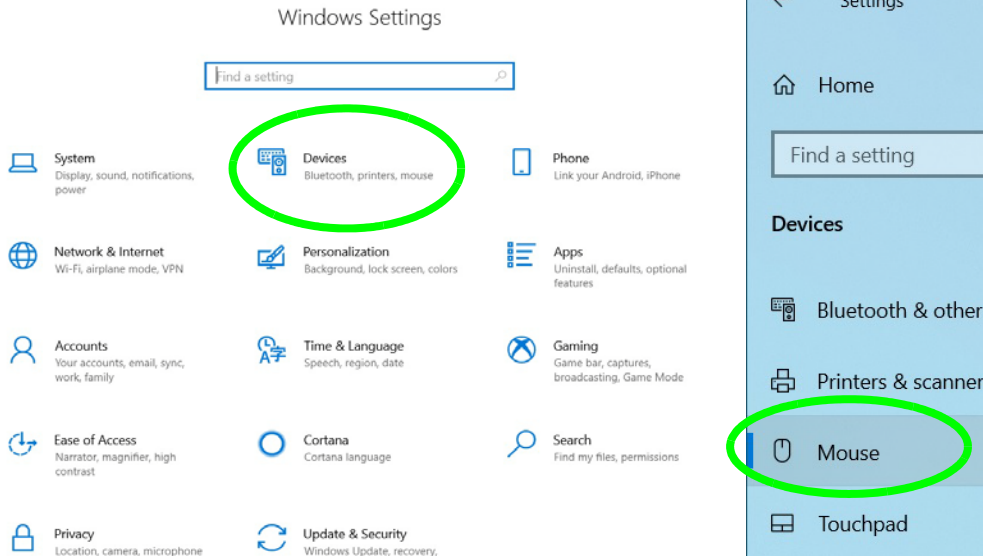 Windows Settings
Find a setting
System
Display, sound, notifications,
power
Devices
Bluetooth, printers, mouse
Phone
Link your Android, iPhone
Network & Internet
Wi-Fi, airplane mode, VPN
Personalization
Background, lock screen, colors
Apps
Uninstall, defaults, optional
features
Accounts
Your accounts, email, sync,
work, family
Time & Language
Speech, region, date
Gaming
Game bar, captures,
broadcasting, Game Mode
Ease of Access
Narrator, magnifier, high
contrast
Cortana
Cortana language
Search
Find my files, permissions
Privacy
Location, camera, microphone
Update & Security
Windows Update, recovery,
Settings
Home
Find a setting
Devices
Bluetooth & other
Printers & scanner
Mouse
Touchpad